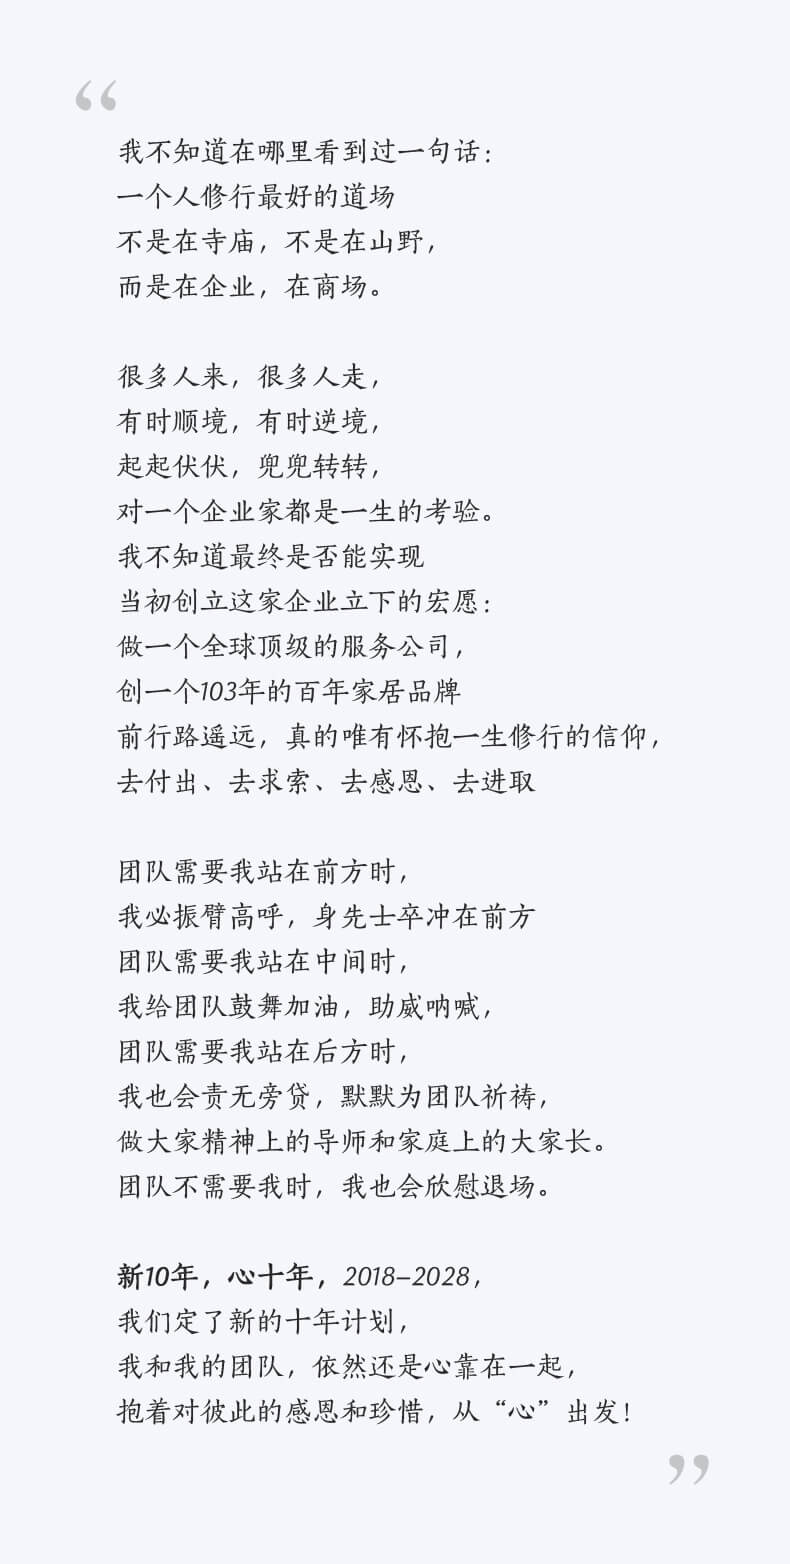 “
我不知道在哪里看到过一句话：
一个人修行最好的道场
不是在寺庙，不是在山野，
而是在企业，在商场。
很多人来，很多人走，
有时顺境，有时逆境，
起起伏伏，兜兜转转，
对一个企业家都是一生的考验。
我不知道最终是否能实现
当初创立这家企业立下的宏愿：
做一个全球顶级的服务公司，
创一个103年的百年家居品牌
前行路遥远，真的唯有怀抱一生修行的信仰，
去付出、去求索、去感恩、去进取
团队需要我站在前方时，
我必振臂高呼，身先士卒冲在前方
团队需要我站在中间时，
我给团队鼓舞加油，助威呐喊，
团队需要我站在后方时，
我也会责无旁贷，默默为团队祈祷，
做大家精神上的导师和家庭上的大家长。
团队不需要我时，我也会欣慰退场。
新10年，心十年，2018–2028，
我们定了新的十年计划，
我和我的团队，依然还是心靠在一起，
抱着对彼此的感恩和珍惜，从“心”出发！
”